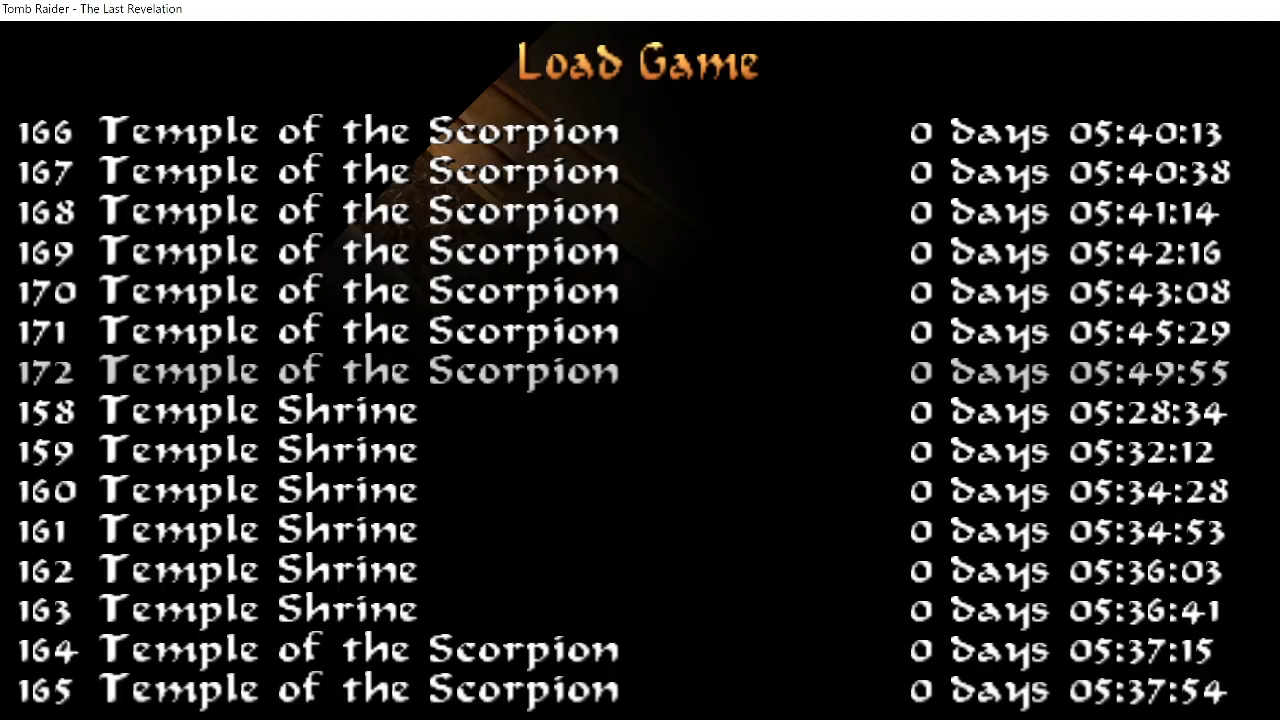 Tomb Raider - The Last Revelation
Load Game
166 Temple of the Scorpion 0 days 05:40:13
167 Temple of the Scorpion 0 days 05:40:38
168 Temple of the Scorpion 0 days 05:41:14
169 Temple of the Scorpion 0 days 05:42:16
170 Temple of the Scorpion 0 days 05:43:08
171 Temple of the Scorpion 0 days 05:45:29
172 Temple of the Scorpion 0 days 05:49:55
158 Temple Shrine 0 days 05:28:34
159 Temple Shrine 0 days 05:32:12
160 Temple Shrine 0 days 05:34:28
161 Temple Shrine 0 days 05:34:53
162 Temple Shrine 0 days 05:36:03
163 Temple Shrine 0 days 05:36:41
164 Temple of the Scorpion 0 days 05:37:15
165 Temple of the Scorpion 0 days 05:37:54